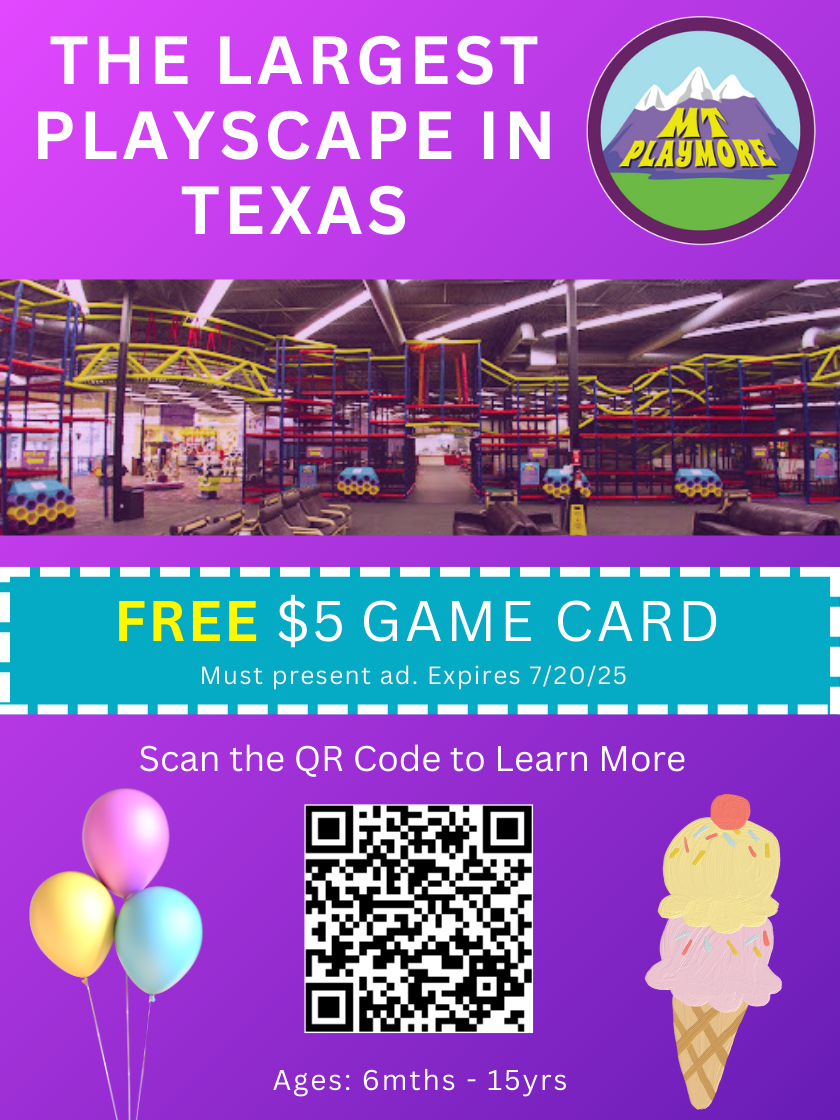 THE LARGEST
PLAYSCAPE IN
TEXAS
MT
PLAYMORE
FREE $5 GAME CARD
Must present ad. Expires 7/20/25
Scan the QR Code to Learn More
Ages: 6mths - 15yrs